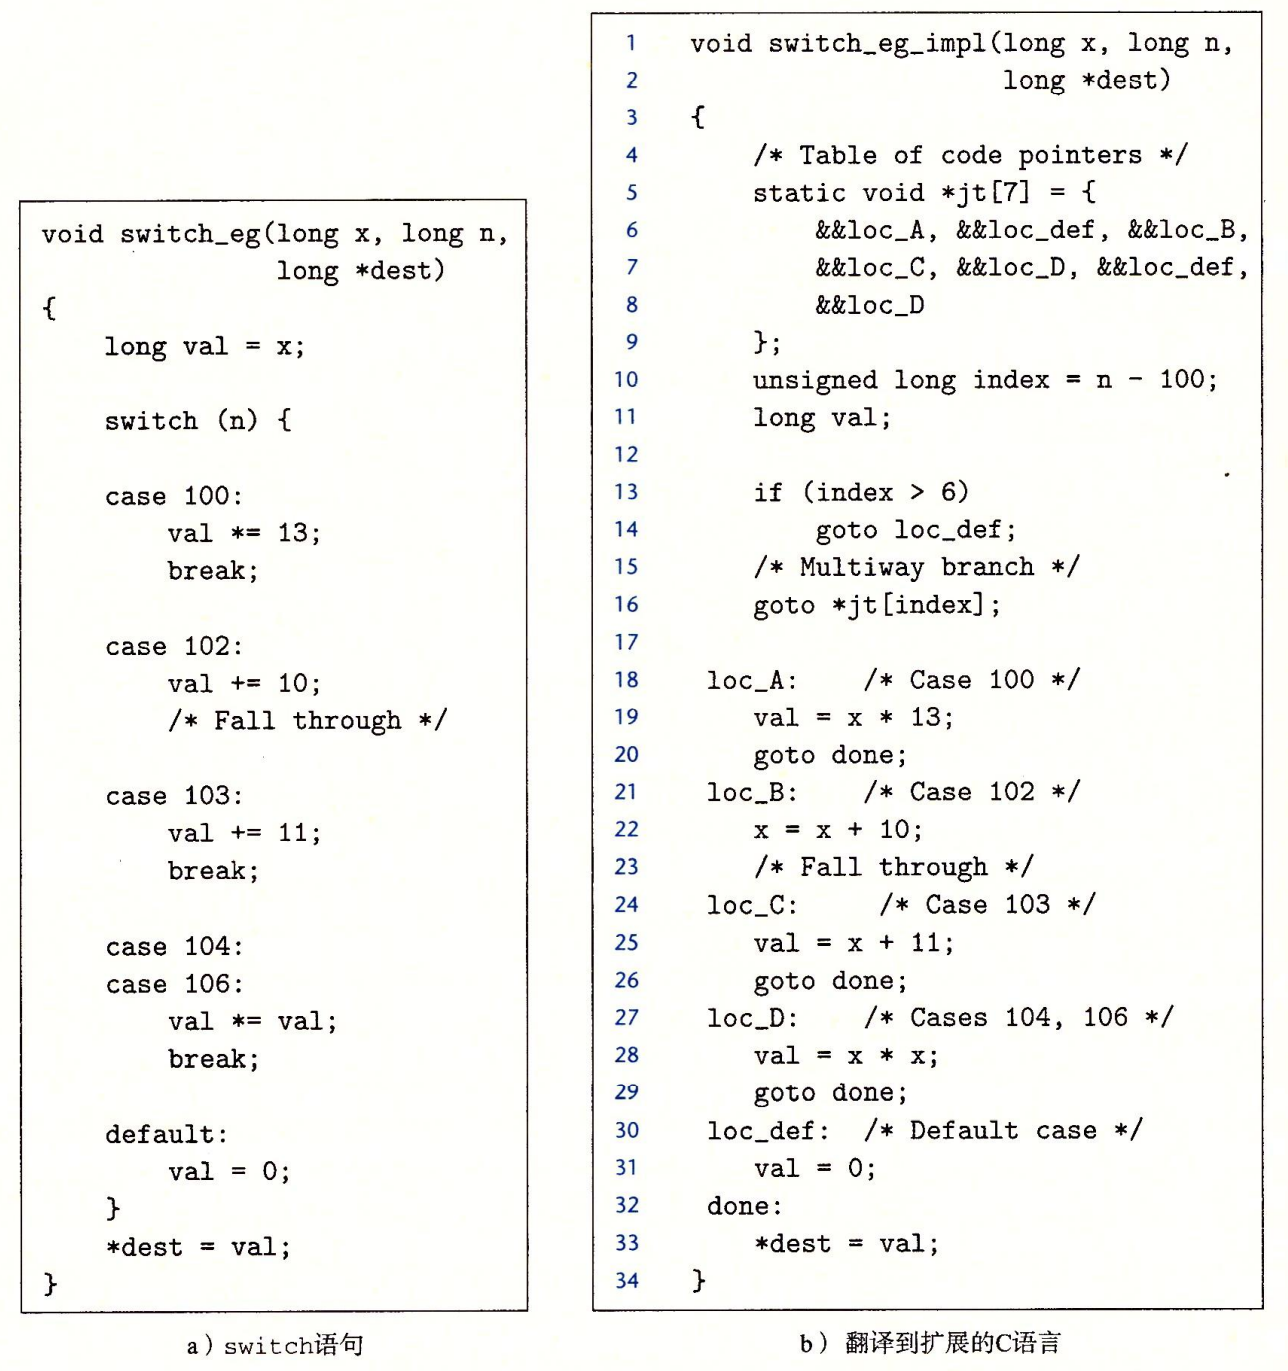 void switch_eg(long x, long n,
               long *dest)
{
    long val = x;

    switch (n) {

    case 100:
        val *= 13;
        break;

    case 102:
        val += 10;
        /* Fall through */

    case 103:
        val += 11;
        break;

    case 104:
    case 106:
        val *= val;
        break;

    default:
        val = 0;
    }
    *dest = val;
}
a）switch语句
1    void switch_eg_impl(long x, long n,
2                        long *dest)
3    {
4        /* Table of code pointers */
5        static void *jt[7] = {
6            &&loc_A, &&loc_def, &&loc_B,
7            &&loc_C, &&loc_D, &&loc_def,
8            &&loc_D
9        };
10        unsigned long index = n - 100;
11        long val;
12
13        if (index > 6)
14            goto loc_def;
15        /* Multiway branch */
16        goto *jt[index];
17
18     loc_A:    /* Case 100 */
19        val = x * 13;
20        goto done;
21     loc_B:    /* Case 102 */
22        x = x + 10;
23        /* Fall through */
24     loc_C:     /* Case 103 */
25        val = x + 11;
26        goto done;
27     loc_D:    /* Cases 104, 106 */
28        val = x * x;
29        goto done;
30     loc_def:  /* Default case */
31        val = 0;
32     done:
33        *dest = val;
34    }
b）翻译到扩展的C语言